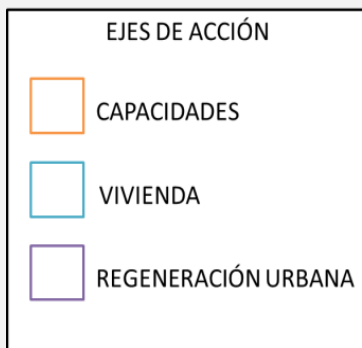 EJES DE ACCIÓN
CAPACIDADES
VIVIENDA
REGENERACIÓN URBANA